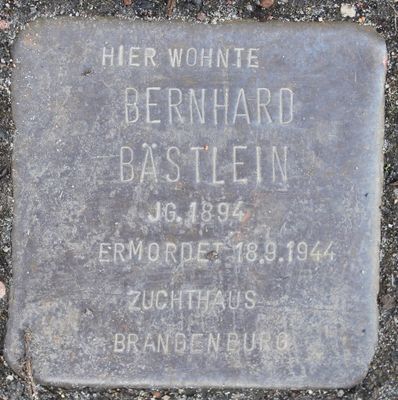 HIER WOHNTE
BERNHARD
BÄSTLEIN
JG. 1894
ERMORDET 18.9.1944
ZUCHTHAUS
BRANDENBURG